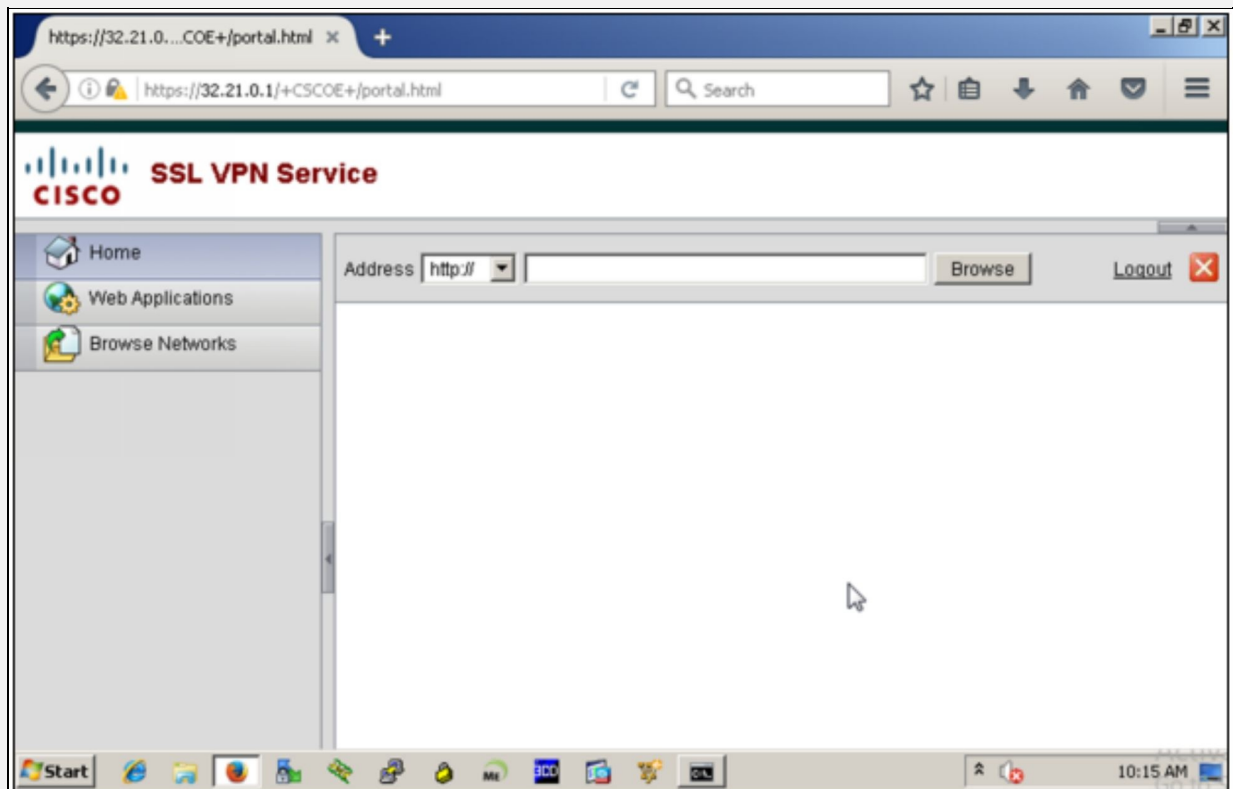 https://32.21.0....COE+/portal.html
https://32.21.0.1/+CSCOE+/portal.html
Search
CISCO
SSL VPN Service
Home
Web Applications
Browse Networks
Address http:// Browse Logout
Start
10:15 AM